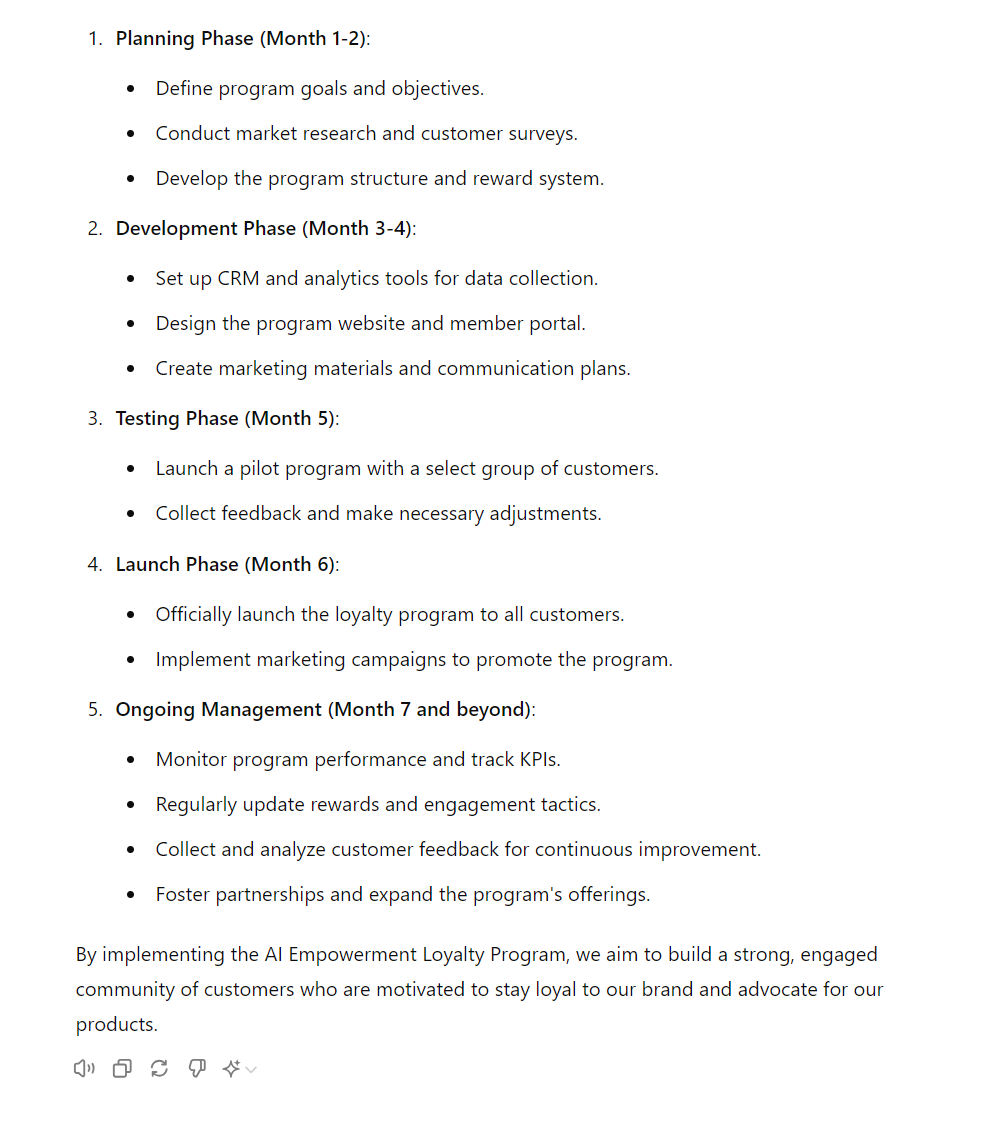 1. Planning Phase (Month 1-2):
• Define program goals and objectives.
• Conduct market research and customer surveys.
• Develop the program structure and reward system.
2. Development Phase (Month 3-4):
• Set up CRM and analytics tools for data collection.
• Design the program website and member portal.
• Create marketing materials and communication plans.
3. Testing Phase (Month 5):
• Launch a pilot program with a select group of customers.
• Collect feedback and make necessary adjustments.
4. Launch Phase (Month 6):
• Officially launch the loyalty program to all customers.
• Implement marketing campaigns to promote the program.
5. Ongoing Management (Month 7 and beyond):
• Monitor program performance and track KPIs.
• Regularly update rewards and engagement tactics.
• Collect and analyze customer feedback for continuous improvement.
• Foster partnerships and expand the program's offerings.
By implementing the AI Empowerment Loyalty Program, we aim to build a strong, engaged
community of customers who are motivated to stay loyal to our brand and advocate for our
products.